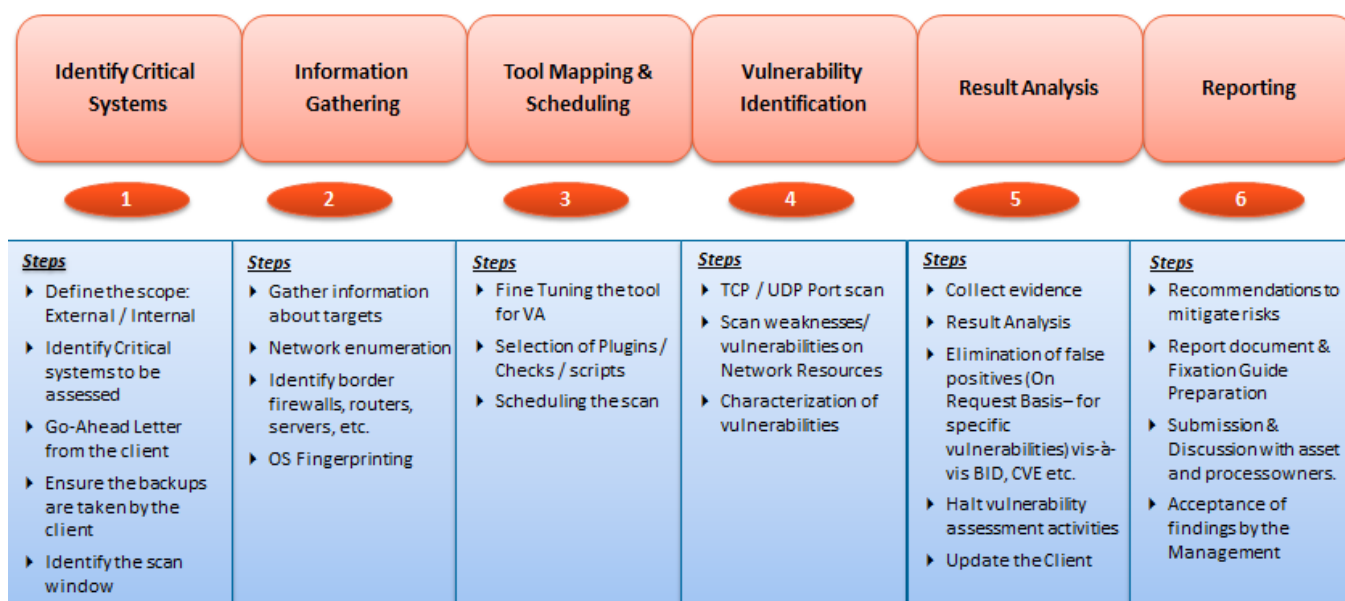 Identify Critical
Systems
Information
Gathering
Tool Mapping &
Scheduling
Vulnerability
Identification
Result Analysis
Reporting
1
2
3
4
5
6
Steps
Define the scope:
External / Internal
Identify Critical
systems to be
assessed
Go-Ahead Letter
from the client
Ensure the backups
are taken by the
client
Identify the scan
window
Steps
Gather information
about targets
Network enumeration
Identify border
firewalls, routers,
servers, etc.
OS Fingerprinting
Steps
Fine Tuning the tool
for VA
Selection of Plugins /
Checks / scripts
Scheduling the scan
Steps
TCP / UDP Port scan
Scan weaknesses/
vulnerabilities on
Network Resources
Characterization of
vulnerabilities
Steps
Collect evidence
Result Analysis
Elimination of false
positives (On
Request Basis– for
specific
vulnerabilities) vis-à-
vis BID, CVE etc.
Halt vulnerability
assessment activities
Update the Client
Steps
Recommendations to
mitigate risks
Report document &
Fixation Guide
Preparation
Submission &
Discussion with asset
and processowners.
Acceptance of
findings by the
Management